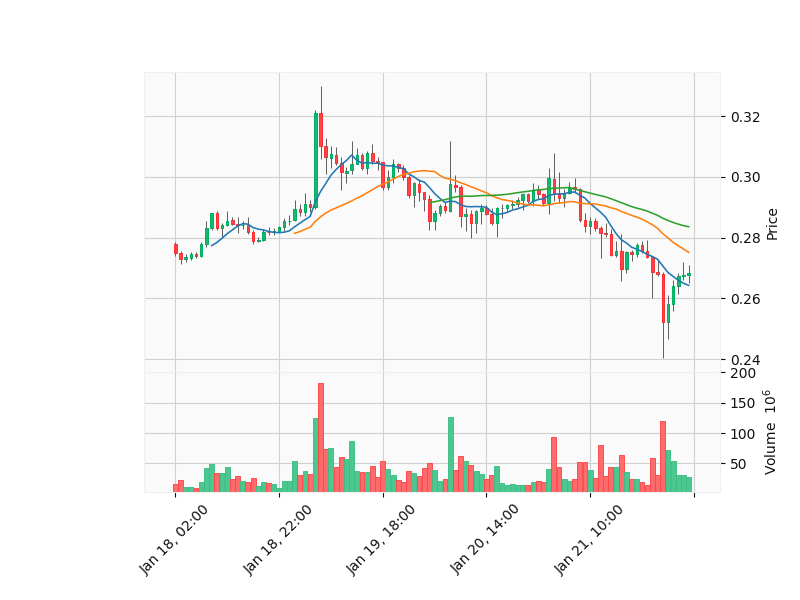 0.32
0.30
0.28
0.26
0.24
Price
200
150
100
50
Volume 10^6
Jan 18, 02:00
Jan 18, 22:00
Jan 19, 18:00
Jan 20, 14:00
Jan 21, 10:00